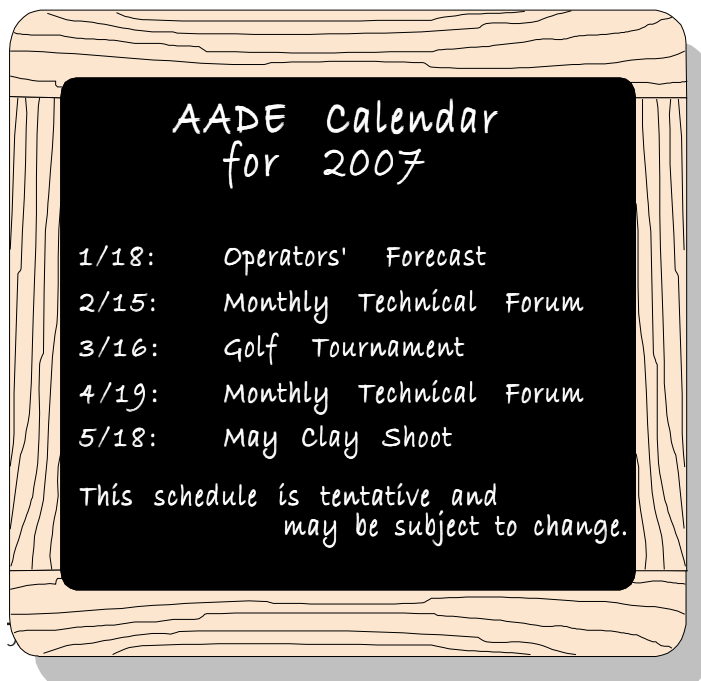 AADE Calendar
for 2007
1/18: Operators' Forecast
2/15: Monthly Technical Forum
3/16: Golf Tournament
4/19: Monthly Technical Forum
5/18: May Clay Shoot
This schedule is tentative and
may be subject to change.